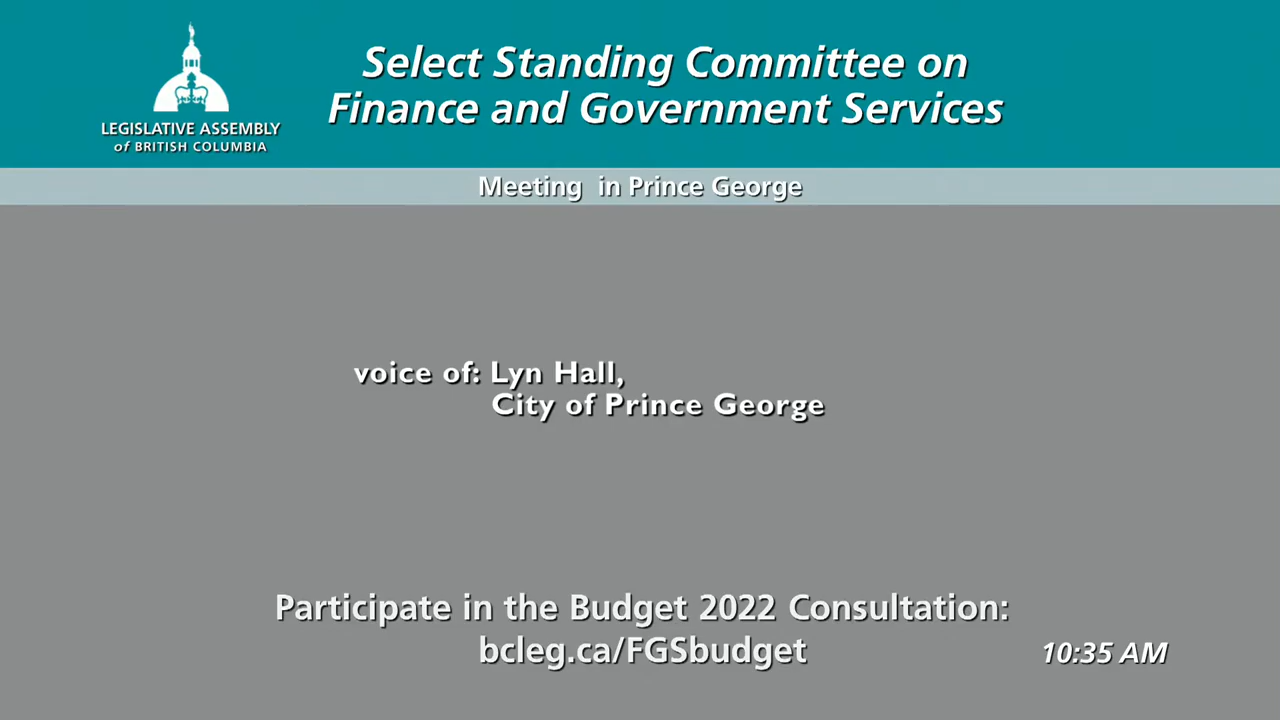 Select Standing Committee on
Finance and Government Services
LEGISLATIVE ASSEMBLY
of BRITISH COLUMBIA
Meeting in Prince George
voice of: Lyn Hall,
City of Prince George
Participate in the Budget 2022 Consultation:
bcleg.ca/FGSbudget
10:35 AM